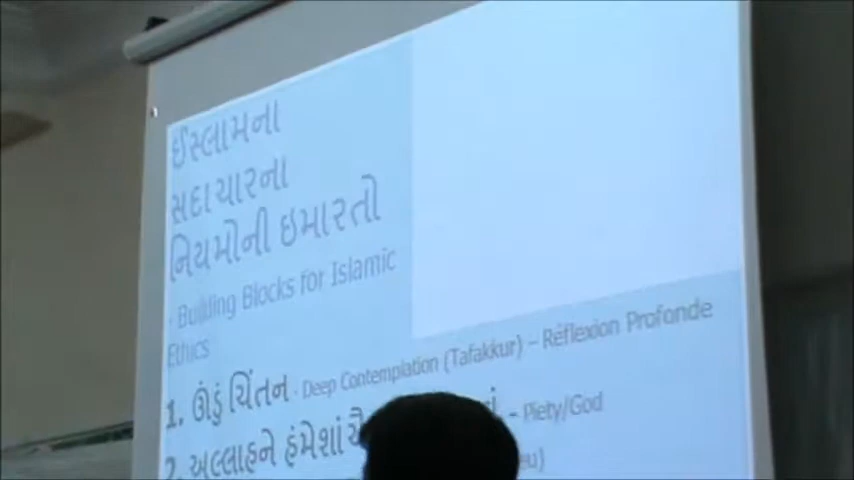 ઈસ્લામના
સદાચારના
નિયમોની ઇમારતો
- Building Blocks for Islamic
Ethics
1. ઊંડું ચિંતન - Deep Contemplation (Tafakkur) – Réflexion Profonde
2. અલ્લાહને હંમેશાં – Piety/God